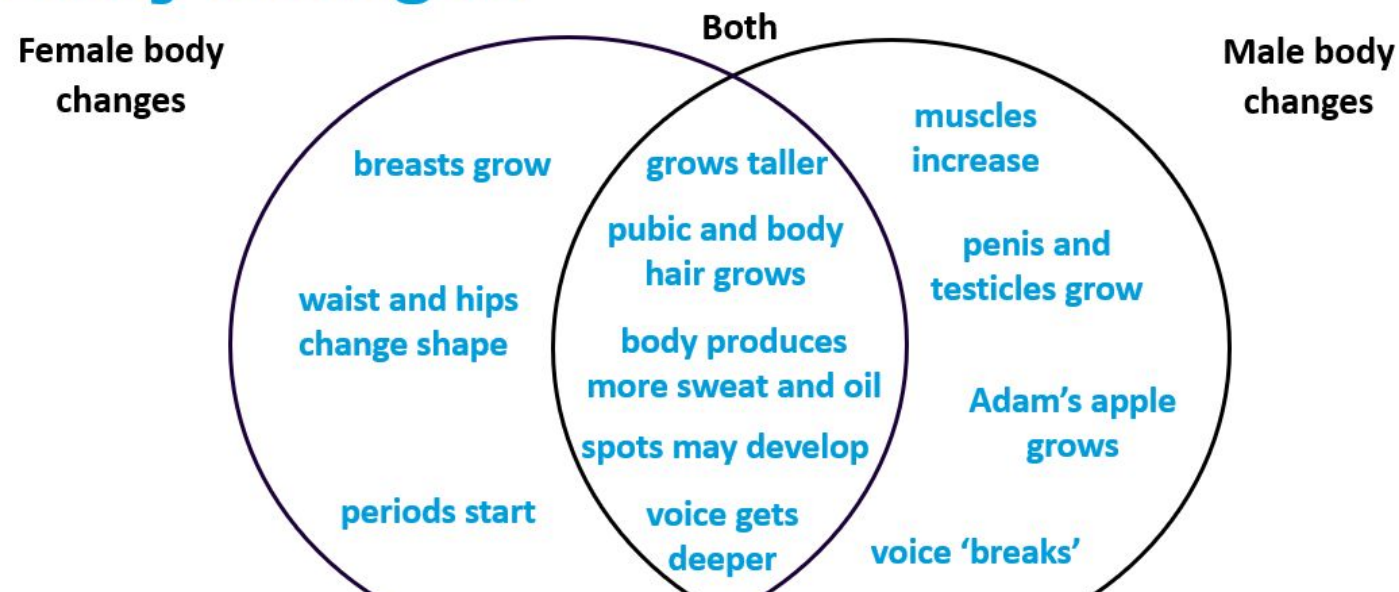 Both
Female body
changes
Male body
changes
breasts grow
waist and hips
change shape
periods start
grows taller
pubic and body
hair grows
body produces
more sweat and oil
spots may develop
voice gets
deeper
muscles
increase
penis and
testicles grow
Adam’s apple
grows
voice ‘breaks’